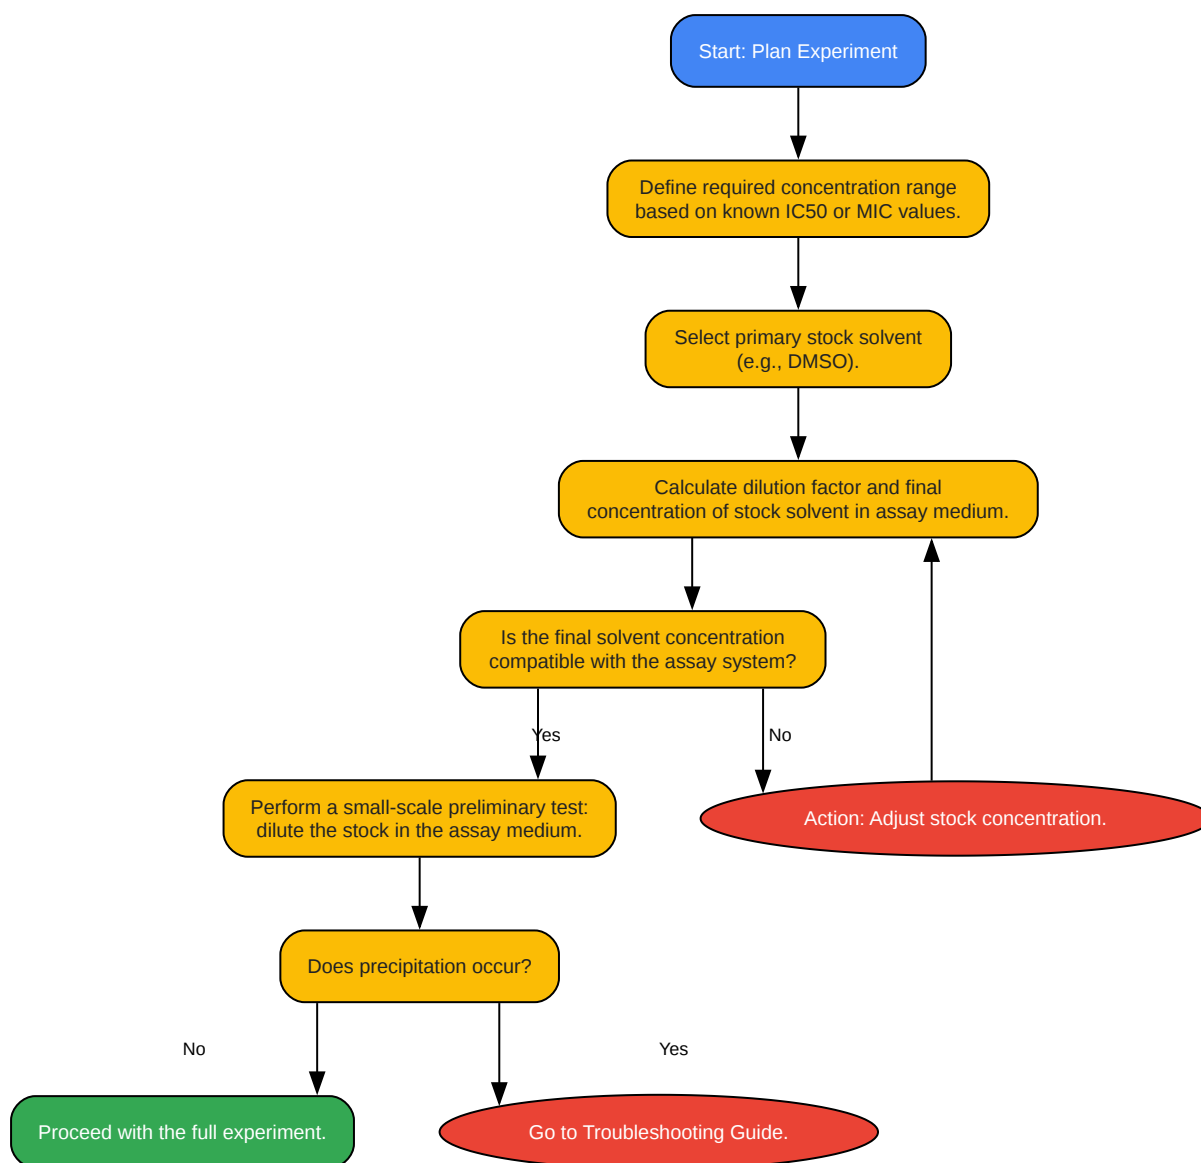 Start: Plan Experiment
Define required concentration range
based on known IC50 or MIC values.
Select primary stock solvent
(e.g., DMSO).
Calculate dilution factor and final
concentration of stock solvent in assay medium.
Is the final solvent concentration
compatible with the assay system?
Yes
No
Perform a small-scale preliminary test:
dilute the stock in the assay medium.
Action: Adjust stock concentration.
Does precipitation occur?
No
Yes
Proceed with the full experiment.
Go to Troubleshooting Guide.